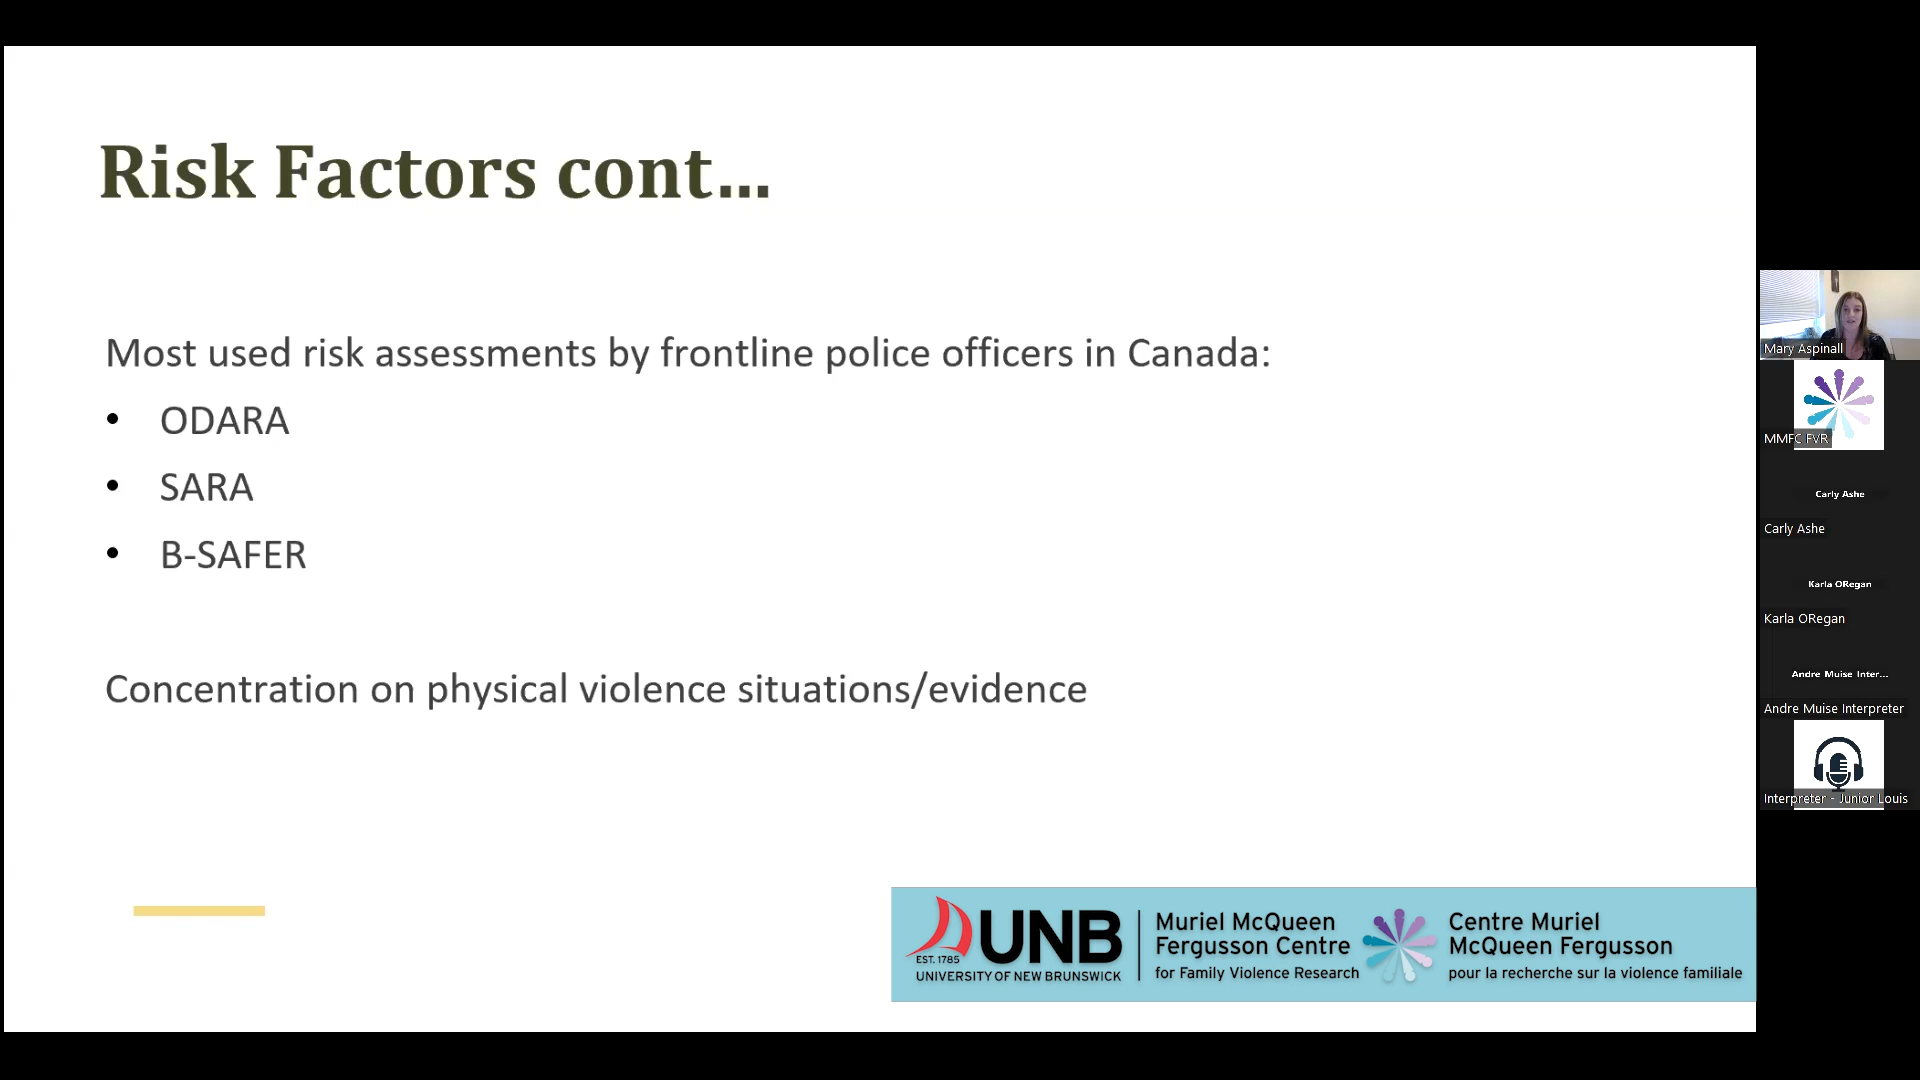 Risk Factors cont...
Most used risk assessments by frontline police officers in Canada:
• ODARA
• SARA
• B-SAFER
Concentration on physical violence situations/evidence
EST. 1785
UNB
UNIVERSITY OF NEW BRUNSWICK
Muriel McQueen
Fergusson Centre
for Family Violence Research
Centre Muriel
McQueen Fergusson
pour la recherche sur la violence familiale
Mary Aspinall
MMFC FVR
Carly Ashe
Carly Ashe
Karla ORegan
Karla ORegan
Andre Muise Inter...
Andre Muise Interpreter
Interpreter - Junior Louis